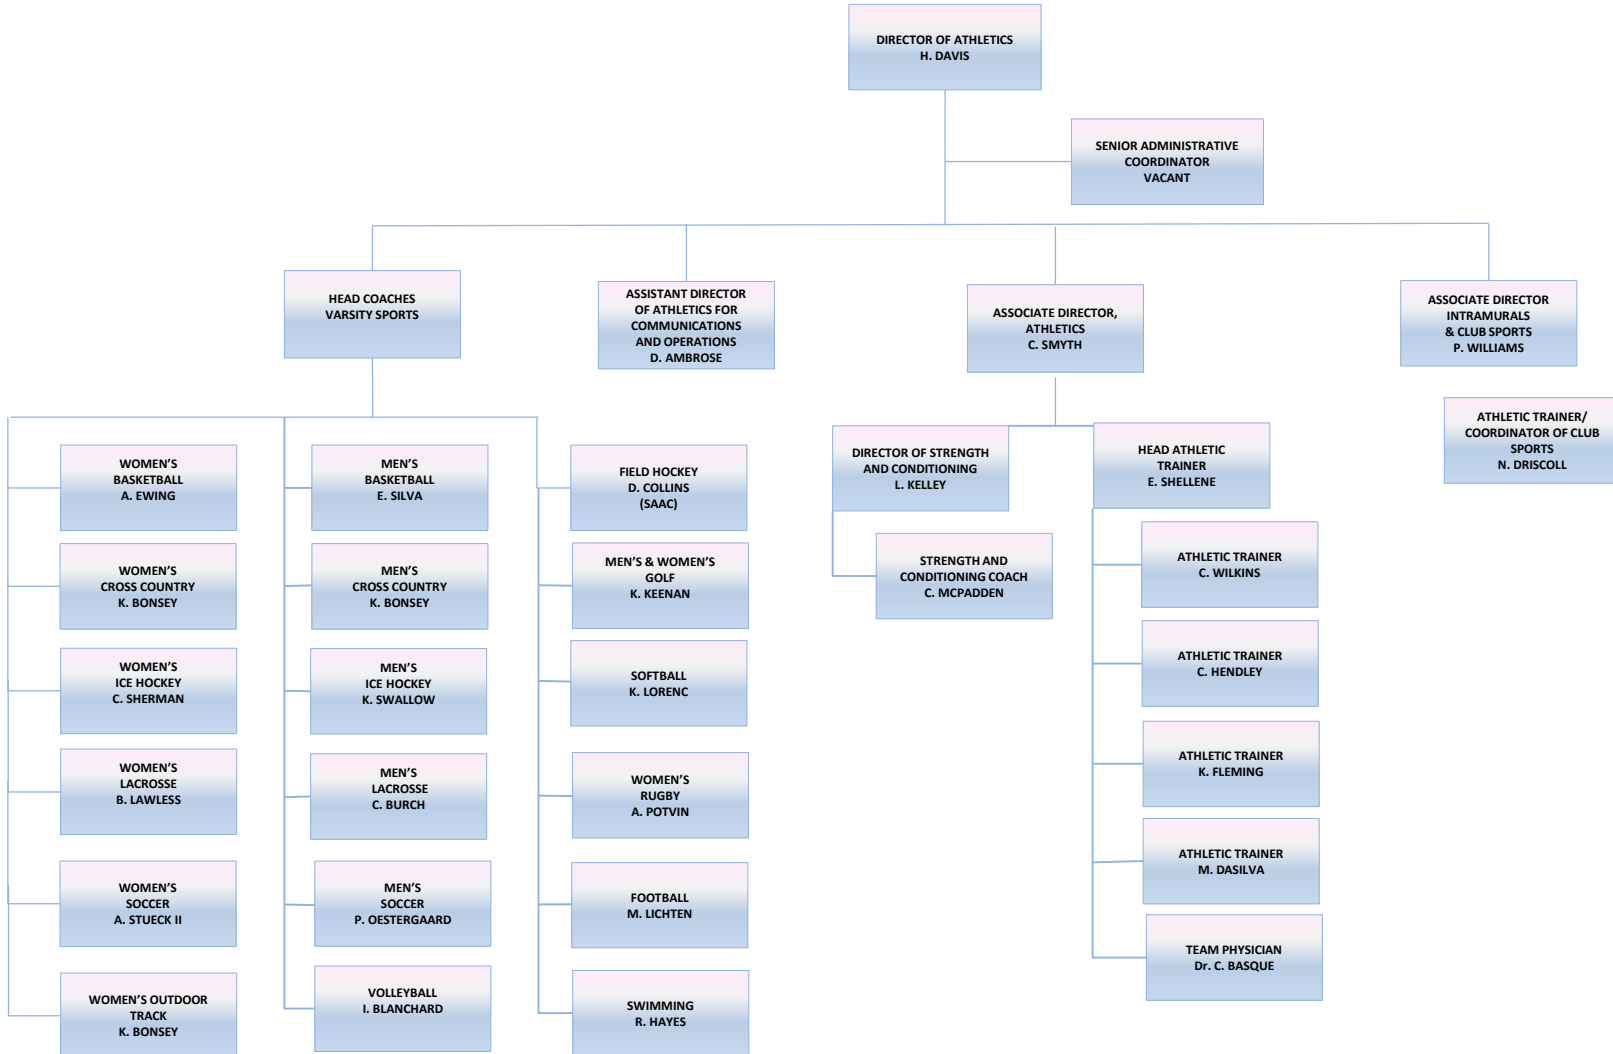 DIRECTOR OF ATHLETICS
H. DAVIS
SENIOR ADMINISTRATIVE
COORDINATOR
VACANT
HEAD COACHES
VARSITY SPORTS
ASSISTANT DIRECTOR
OF ATHLETICS FOR
COMMUNICATIONS
AND OPERATIONS
D. AMBROSE
ASSOCIATE DIRECTOR,
ATHLETICS
C. SMYTH
ASSOCIATE DIRECTOR
INTRAMURALS
& CLUB SPORTS
P. WILLIAMS
ATHLETIC TRAINER/
COORDINATOR OF CLUB
SPORTS
N. DRISCOLL
WOMEN'S
BASKETBALL
A. EWING
WOMEN'S
CROSS COUNTRY
K. BONSEY
WOMEN'S
ICE HOCKEY
C. SHERMAN
WOMEN'S
LACROSSE
B. LAWLESS
WOMEN'S
SOCCER
A. STUECK II
WOMEN'S OUTDOOR
TRACK
K. BONSEY
MEN'S
BASKETBALL
E. SILVA
MEN'S
CROSS COUNTRY
K. BONSEY
MEN'S
ICE HOCKEY
K. SWALLOW
MEN'S
LACROSSE
C. BURCH
MEN'S
SOCCER
P. OESTERGAARD
VOLLEYBALL
I. BLANCHARD
FIELD HOCKEY
D. COLLINS
(SAAC)
MEN'S & WOMEN'S
GOLF
K. KEENAN
SOFTBALL
K. LORENC
WOMEN'S
RUGBY
A. POTVIN
FOOTBALL
M. LICHTEN
SWIMMING
R. HAYES
DIRECTOR OF STRENGTH
AND CONDITIONING
L. KELLEY
STRENGTH AND
CONDITIONING COACH
C. MCPADDEN
HEAD ATHLETIC
TRAINER
E. SHELLENE
ATHLETIC TRAINER
C. WILKINS
ATHLETIC TRAINER
C. HENDLEY
ATHLETIC TRAINER
K. FLEMING
ATHLETIC TRAINER
M. DASILVA
TEAM PHYSICIAN
Dr. C. BASQUE